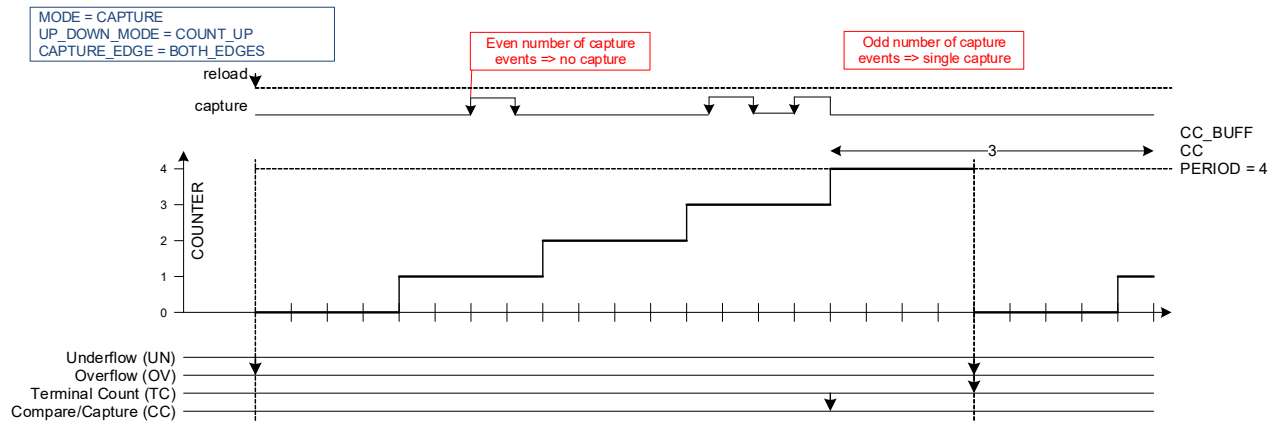 MODE = CAPTURE
UP_DOWN_MODE = COUNT_UP
CAPTURE_EDGE = BOTH_EDGES
Even number of capture
events => no capture
Odd number of capture
events => single capture
reload
capture
CC_BUFF
3
CC
4
PERIOD = 4
COUNTER
3
2
1
0
Underflow (UN)
Overflow (OV)
Terminal Count (TC)
Compare/Capture (CC)